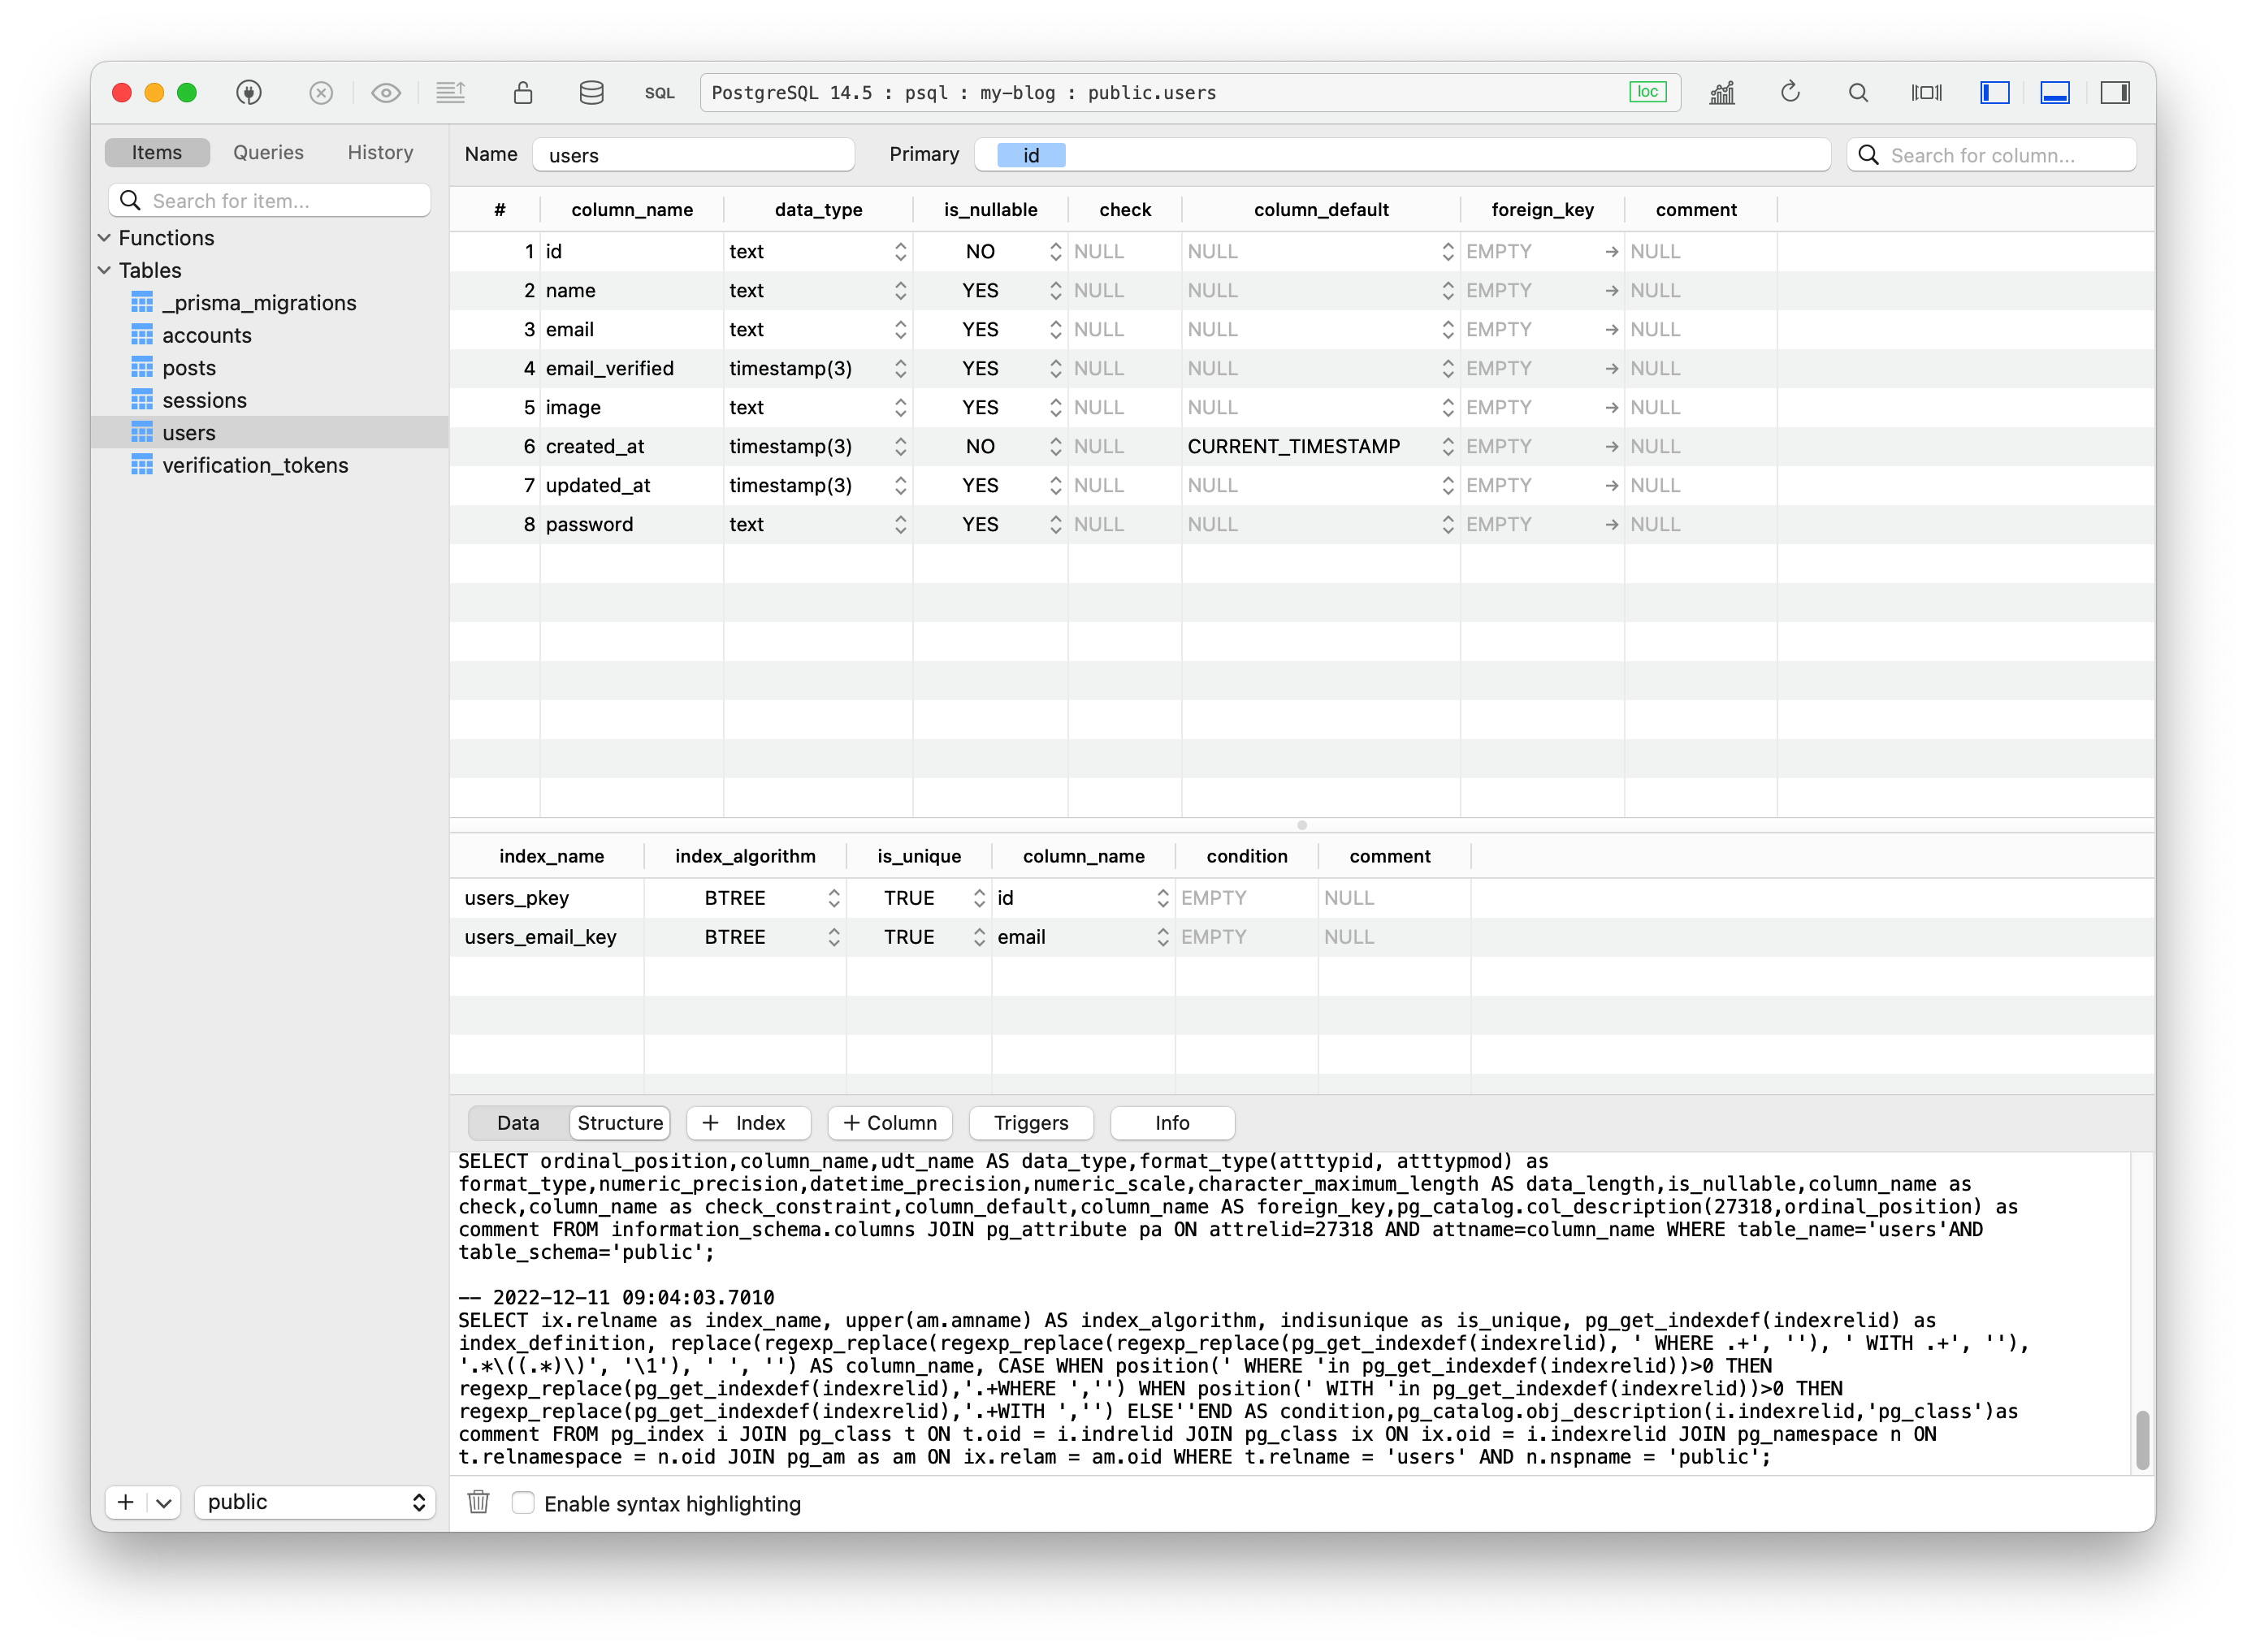 SQL
PostgreSQL 14.5 : psql : my-blog : public.users
loc
Items Queries History
Search for item...
Functions
Tables
_prisma_migrations
accounts
posts
sessions
users
verification_tokens
public
Name users Primary id Search for column...
# column_name data_type is_nullable check column_default foreign_key comment
1 id text NO NULL NULL EMPTY NULL
2 name text YES NULL NULL EMPTY NULL
3 email text YES NULL NULL EMPTY NULL
4 email_verified timestamp(3) YES NULL NULL EMPTY NULL
5 image text YES NULL NULL EMPTY NULL
6 created_at timestamp(3) NO NULL CURRENT_TIMESTAMP EMPTY NULL
7 updated_at timestamp(3) YES NULL NULL EMPTY NULL
8 password text YES NULL NULL EMPTY NULL
index_name index_algorithm is_unique column_name condition comment
users_pkey BTREE TRUE id EMPTY NULL
users_email_key BTREE TRUE email EMPTY NULL
Data Structure + Index + Column Triggers Info
SELECT ordinal_position,column_name,udt_name AS data_type,format_type(atttypid, atttypmod) as
format_type,numeric_precision,datetime_precision,numeric_scale,character_maximum_length AS data_length,is_nullable,column_name as
check,column_name as check_constraint,column_default,column_name AS foreign_key,pg_catalog.col_description(27318,ordinal_position) as
comment FROM information_schema.columns JOIN pg_attribute pa ON attrelid=27318 AND attname=column_name WHERE table_name='users'AND
table_schema='public';
-- 2022-12-11 09:04:03.7010
SELECT ix.relname as index_name, upper(am.amname) AS index_algorithm, indisunique as is_unique, pg_get_indexdef(indexrelid) as
index_definition, replace(regexp_replace(regexp_replace(regexp_replace(pg_get_indexdef(indexrelid), ' WHERE .+', ''), ' WITH .+', ''),
'.*\((.*)\)', '\1'), ' ', '') AS column_name, CASE WHEN position(' WHERE 'in pg_get_indexdef(indexrelid))>0 THEN
regexp_replace(pg_get_indexdef(indexrelid),'.+WHERE ','') WHEN position(' WITH 'in pg_get_indexdef(indexrelid))>0 THEN
regexp_replace(pg_get_indexdef(indexrelid),'.+WITH ','') ELSE''END AS condition,pg_catalog.obj_description(i.indexrelid,'pg_class')as
comment FROM pg_index i JOIN pg_class t ON t.oid = i.indrelid JOIN pg_class ix ON ix.oid = i.indexrelid JOIN pg_namespace n ON
t.relnamespace = n.oid JOIN pg_am as am ON ix.relam = am.oid WHERE t.relname = 'users' AND n.nspname = 'public';
Enable syntax highlighting